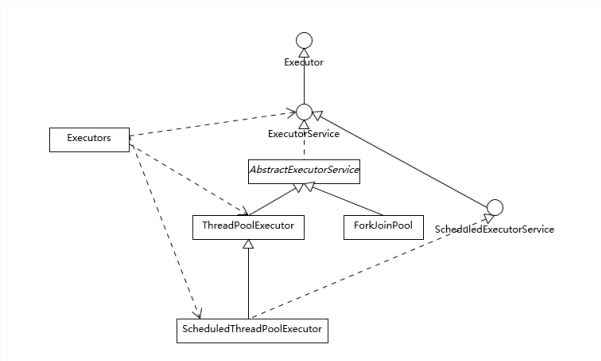 Executor
ExecutorService
Executors
AbstractExecutorService
ThreadPoolExecutor
ForkJoinPool
ScheduledExecutorService
ScheduledThreadPoolExecutor